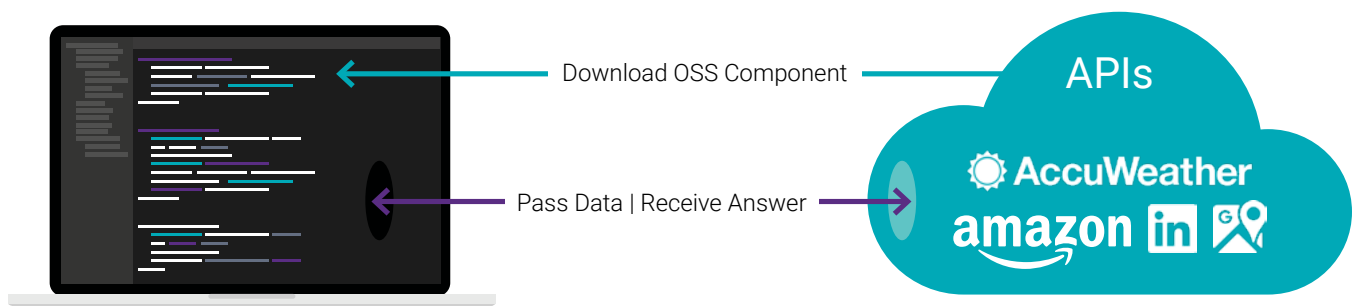 Download OSS Component
APIs
AccuWeather
Pass Data | Receive Answer
amazon in G